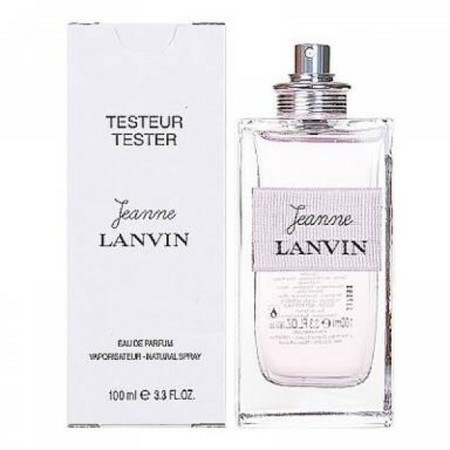 TESTEUR
TESTER
Jeanne
LANVIN
EAU DE PARFUM
VAPORISATEUR - NATURAL SPRAY
100 ml e 3.3 FL.OZ.
Jeanne
LANVIN